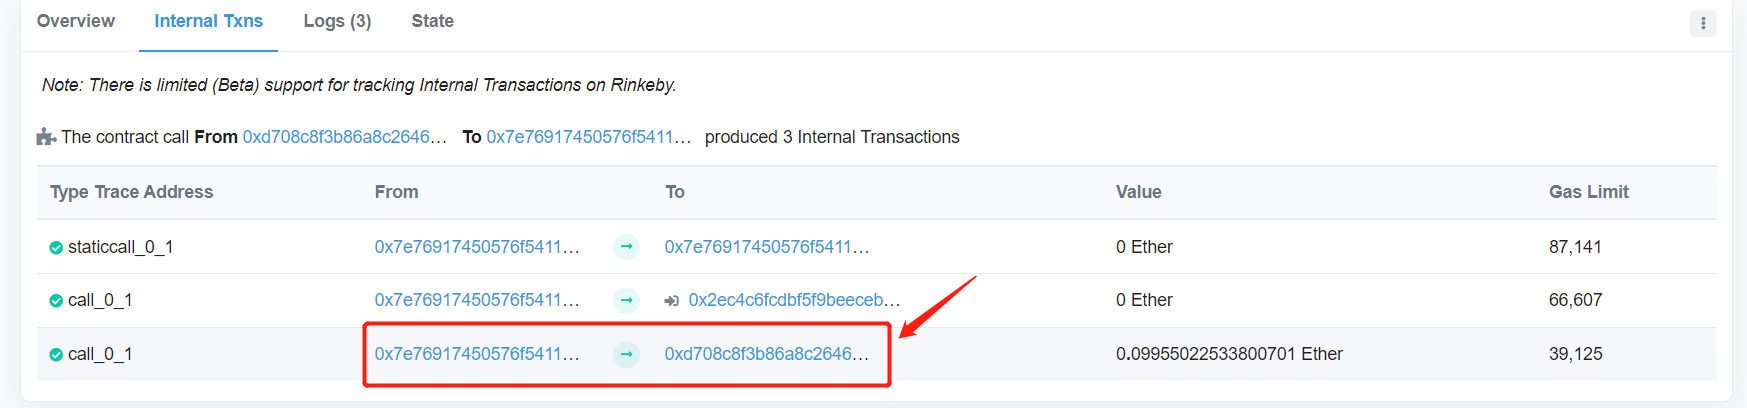 Overview Internal Txns Logs (3) State
Note: There is limited (Beta) support for tracking Internal Transactions on Rinkeby.
The contract call From 0xd708c8f3b86a8c2646... To 0x7e76917450576f5411... produced 3 Internal Transactions
Type Trace Address From To Value Gas Limit
staticcall_0_1 0x7e76917450576f5411... 0x7e76917450576f5411... 0 Ether 87,141
call_0_1 0x7e76917450576f5411... 0x2ec4c6fcdbf5f9beeceb... 0 Ether 66,607
call_0_1 0x7e76917450576f5411... 0xd708c8f3b86a8c2646... 0.09955022533800701 Ether 39,125